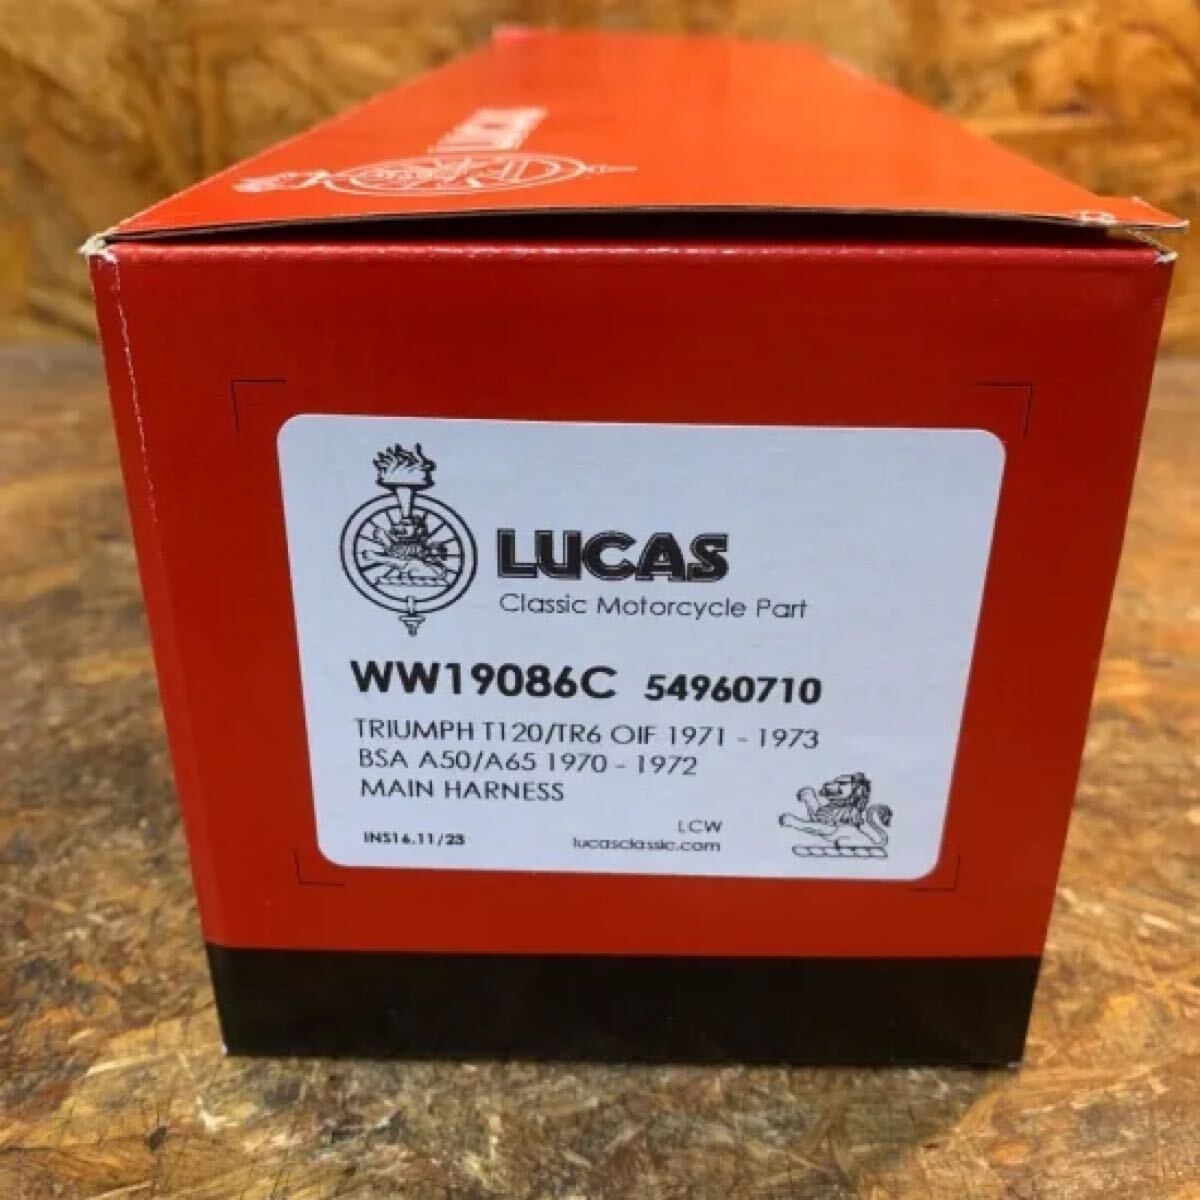 LUCAS
LUCAS
Classic Motorcycle Part
WW19086C 54960710
TRIUMPH T120/TR6 OIF 1971 - 1973
BSA A50/A65 1970 - 1972
MAIN HARNESS
LCW
INS16.11/23 lucasclassic.com